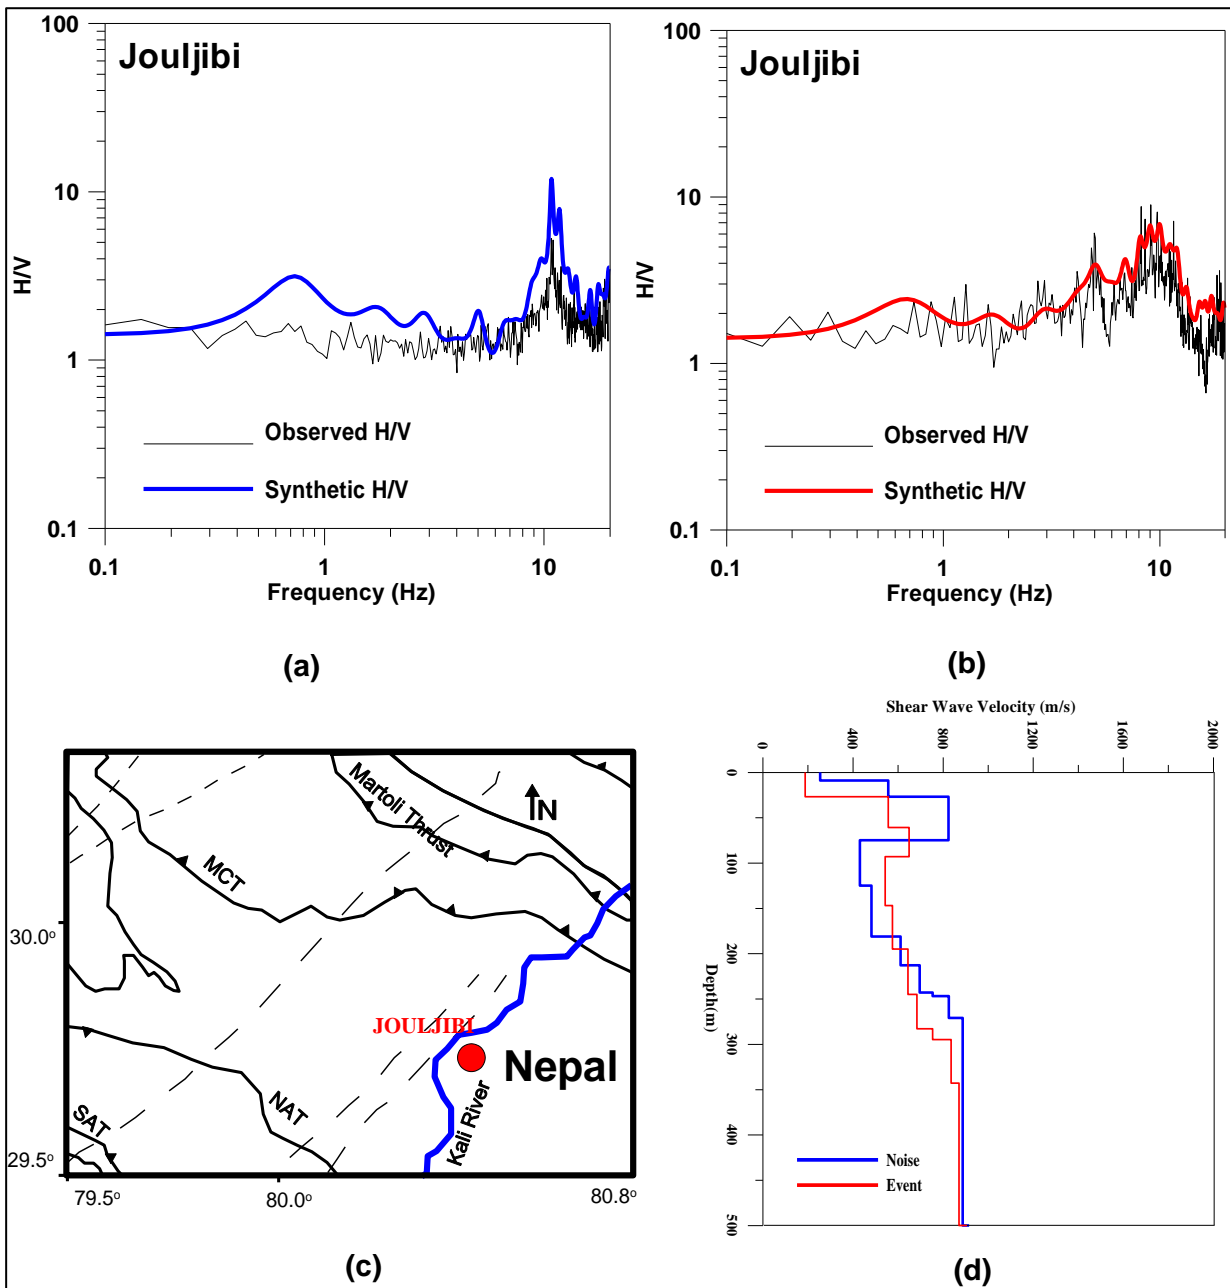 Jouljibi
100
10
1
0.1
H/V
Observed H/V
Synthetic H/V
0.1
1
10
Frequency (Hz)
(a)
Jouljibi
100
10
1
0.1
H/V
Observed H/V
Synthetic H/V
0.1
1
10
Frequency (Hz)
(b)
Martoli Thrust
N
MCT
30.0°
JOULJIBI
Nepal
Kali River
NAT
SAT
29.5°
79.5°
80.0°
80.8°
(c)
Shear Wave Velocity (m/s)
0
400
800
1200
1600
2000
0
100
200
300
400
500
Depth(m)
Noise
Event
(d)